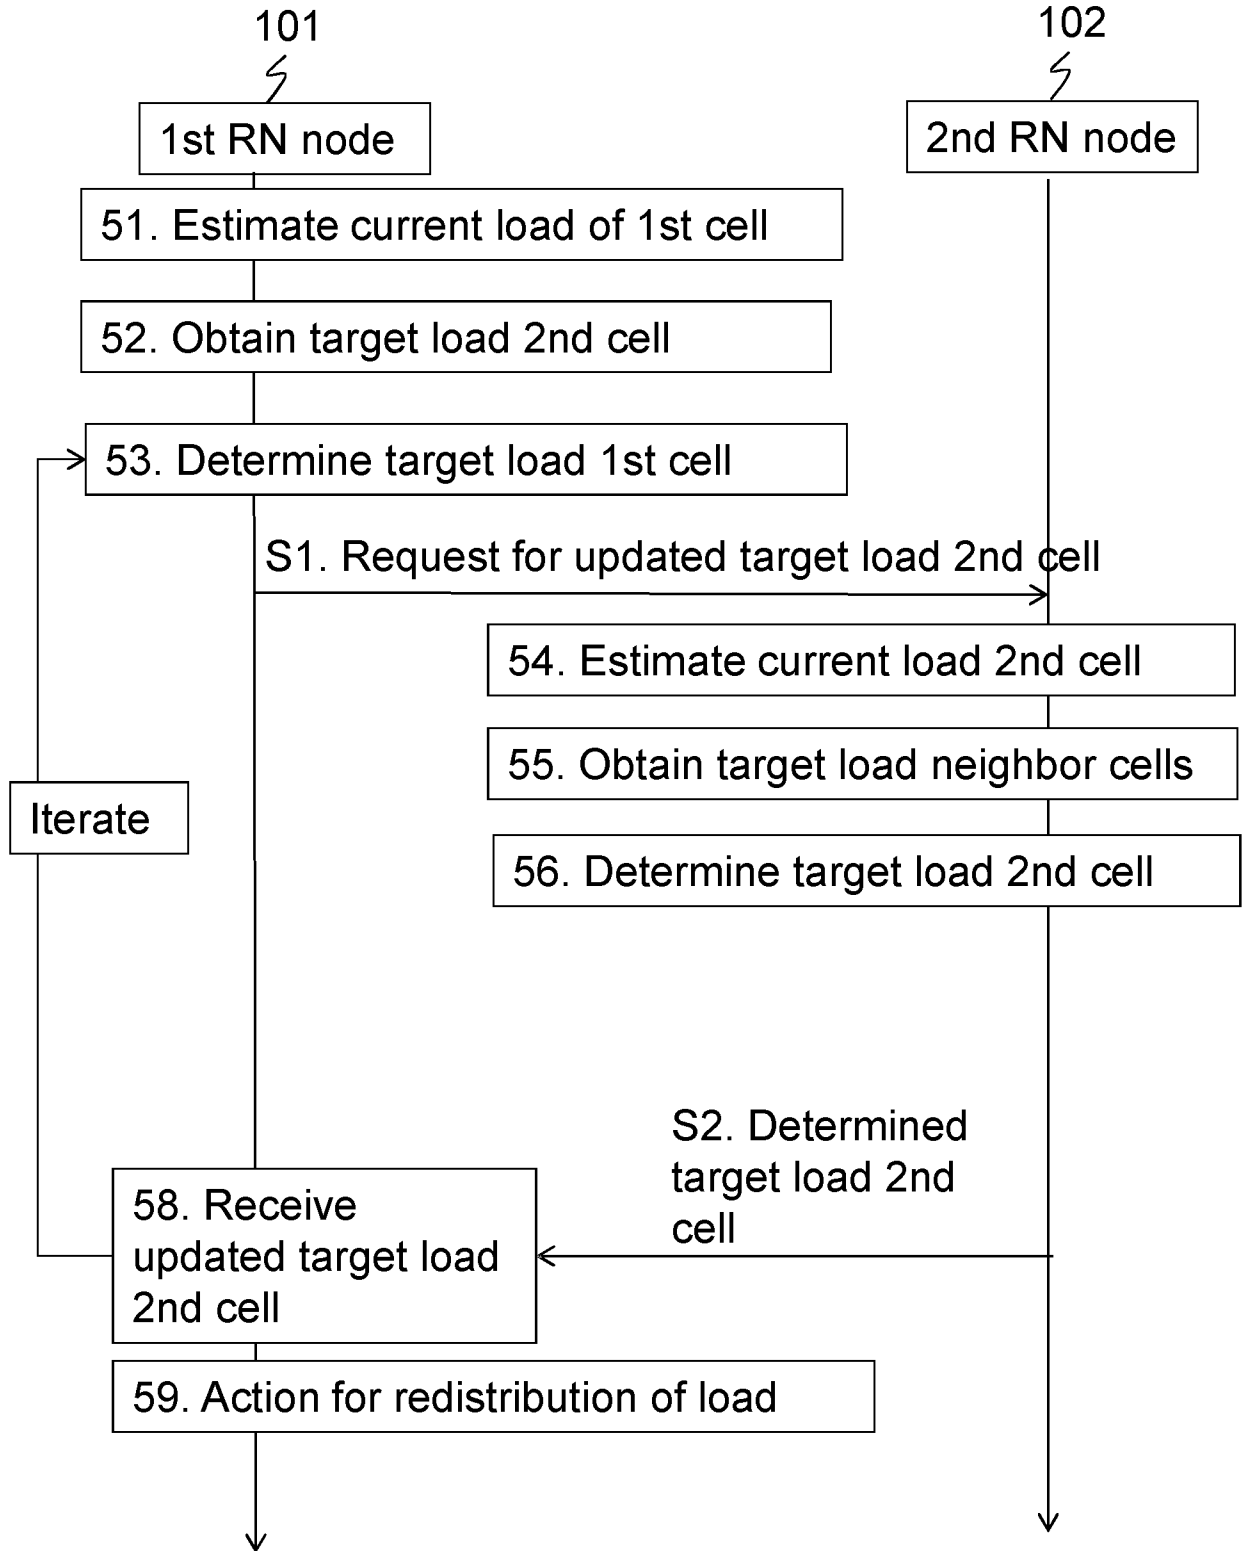 101
102
1st RN node
2nd RN node
51. Estimate current load of 1st cell
52. Obtain target load 2nd cell
53. Determine target load 1st cell
S1. Request for updated target load 2nd cell
54. Estimate current load 2nd cell
55. Obtain target load neighbor cells
Iterate
56. Determine target load 2nd cell
S2. Determined
target load 2nd
cell
58. Receive
updated target load
2nd cell
59. Action for redistribution of load